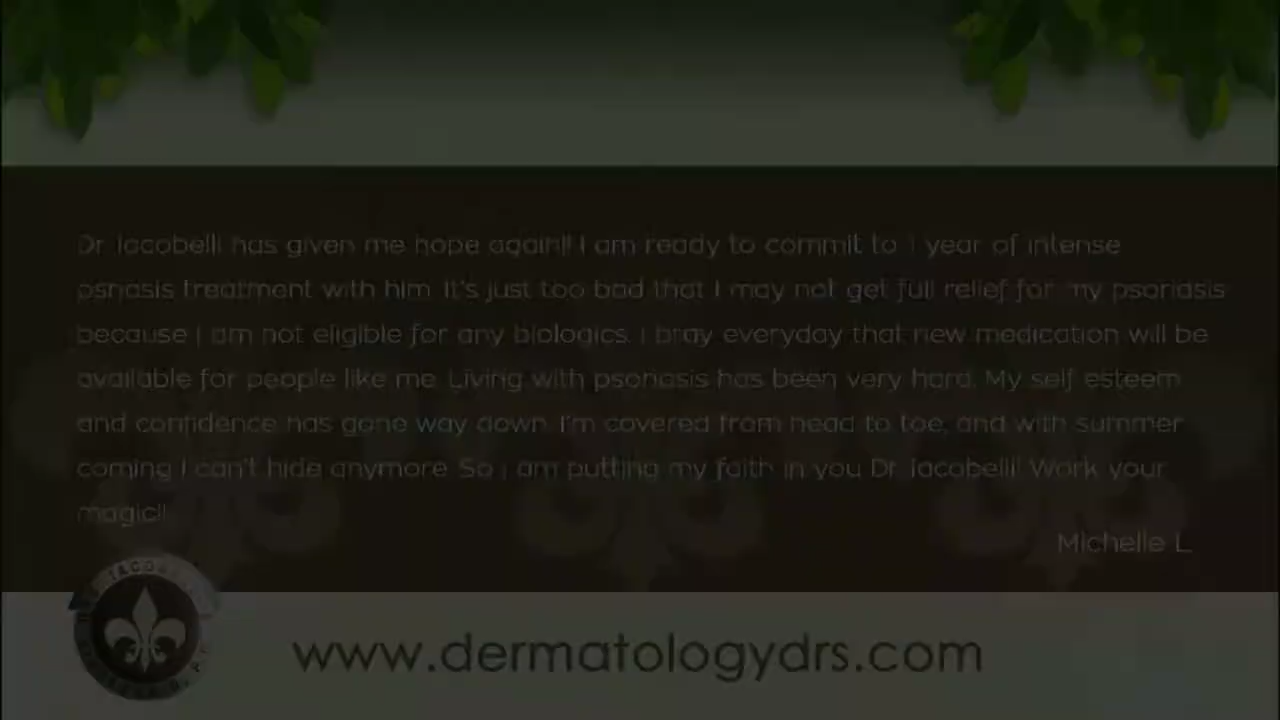 Dr Iacobelli has given me hope again!! I am ready to commit to 1 year of intense
psriasis treatment with him. It's just too bad that I may not get full relief for my psoriasis
because I am not eligible for any biologics. I pray everyday that new medication will be
available for people like me. Living with psoriasis has been very hard. My self esteem
and confidence has gone way down. I'm covered from head to toe, and with summer
coming I can't hide anymore. So I am putting my faith in you Dr. Iacobelli! Work your
magic!!
Michelle L.
www.dermatologydrs.com